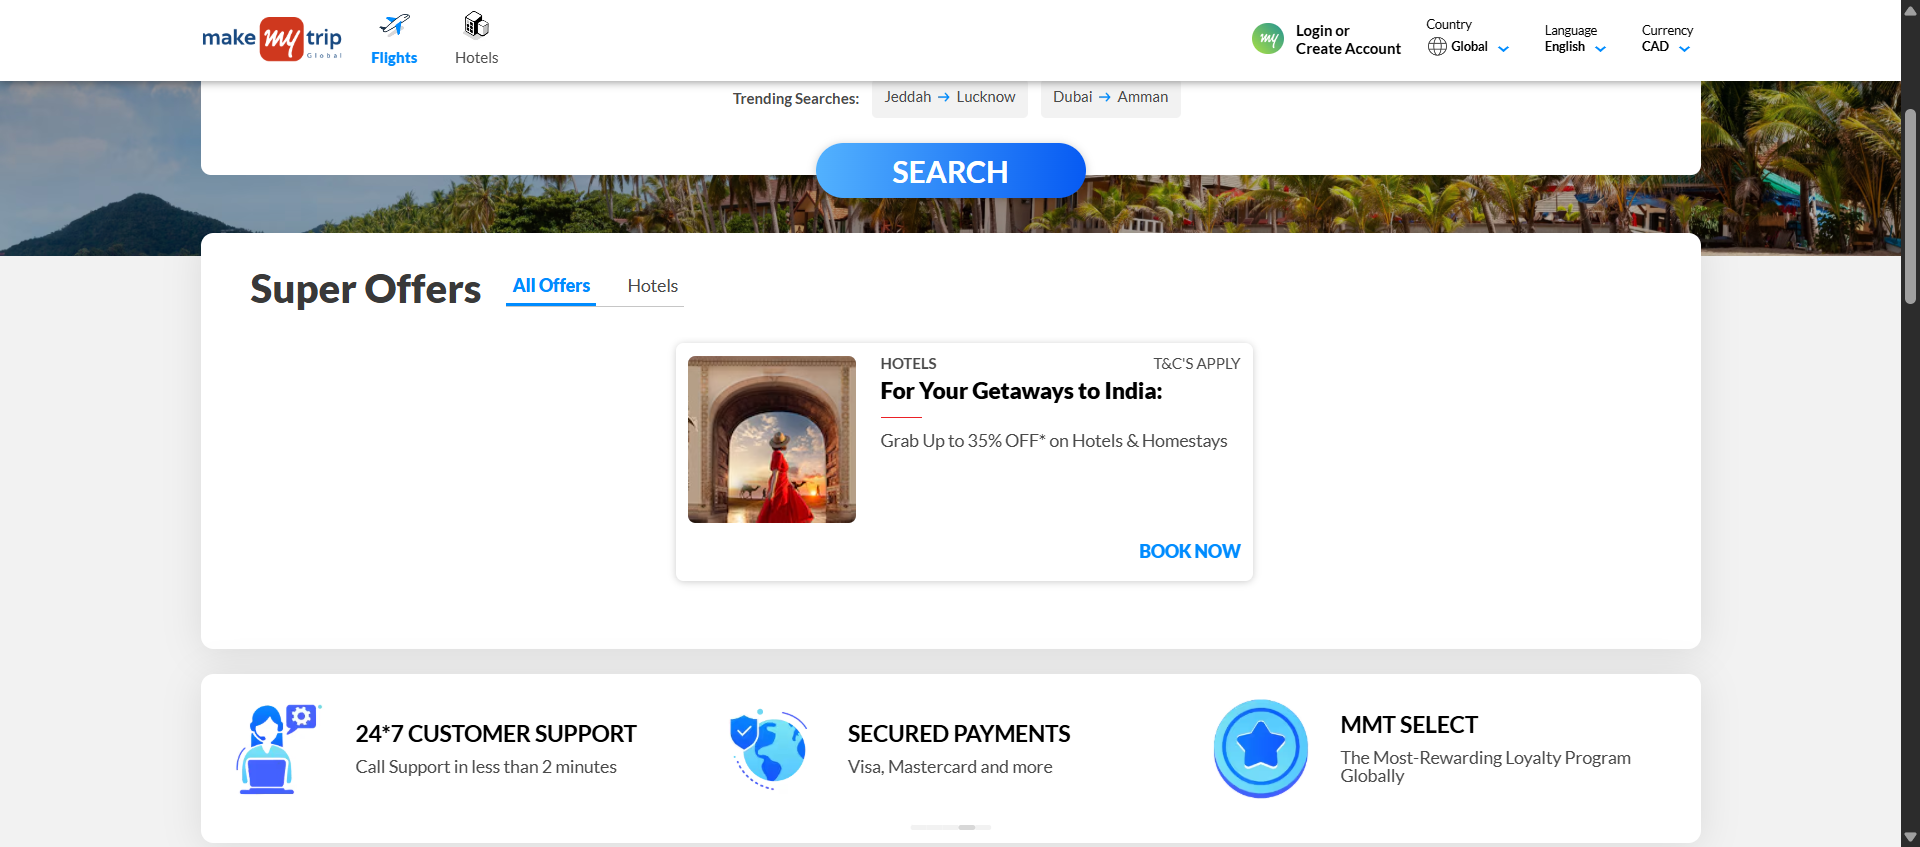 make my trip
Global
Flights
Hotels
my
Login or
Create Account
Country
Global
Language
English
Currency
CAD
Trending Searches:
Jeddah → Lucknow
Dubai → Amman
SEARCH
Super Offers
All Offers
Hotels
HOTELS
T&C'S APPLY
For Your Getaways to India:
Grab Up to 35% OFF* on Hotels & Homestays
BOOK NOW
24*7 CUSTOMER SUPPORT
Call Support in less than 2 minutes
SECURED PAYMENTS
Visa, Mastercard and more
MMT SELECT
The Most-Rewarding Loyalty Program
Globally